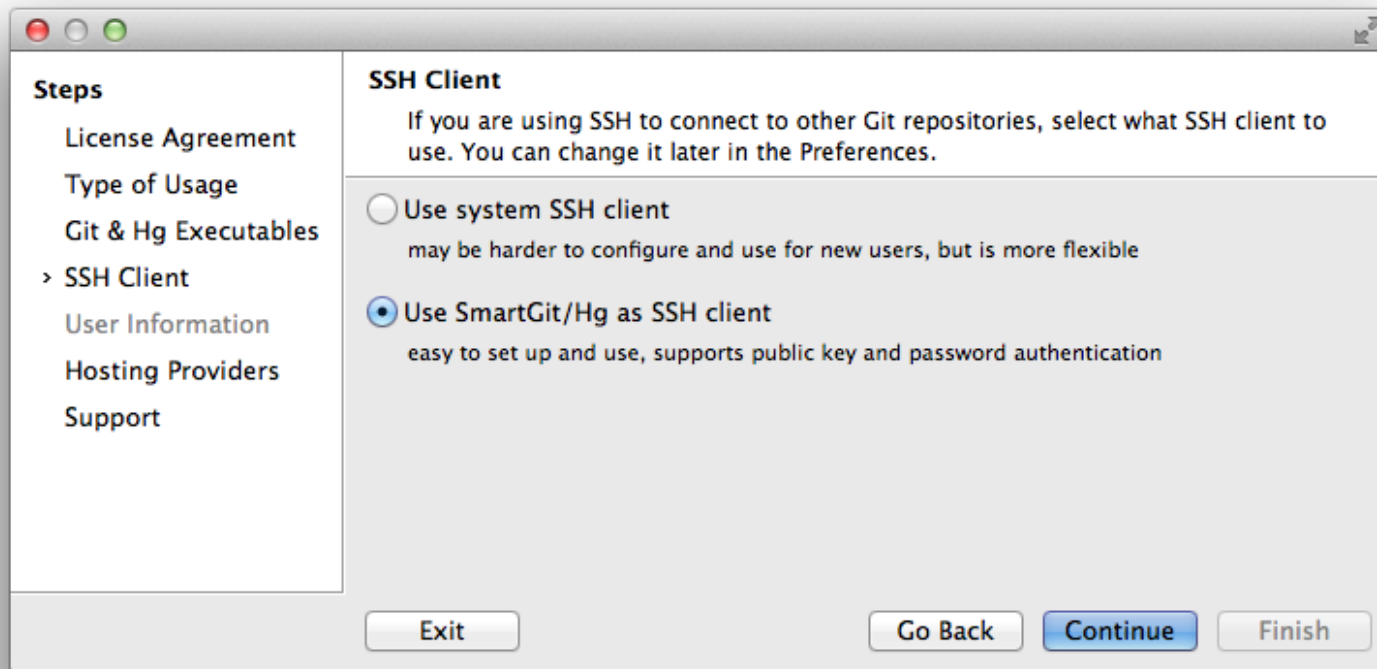 Steps
License Agreement
Type of Usage
Git & Hg Executables
› SSH Client
User Information
Hosting Providers
Support
SSH Client
If you are using SSH to connect to other Git repositories, select what SSH client to
use. You can change it later in the Preferences.
Use system SSH client
may be harder to configure and use for new users, but is more flexible
Use SmartGit/Hg as SSH client
easy to set up and use, supports public key and password authentication
Exit
Go Back
Continue
Finish